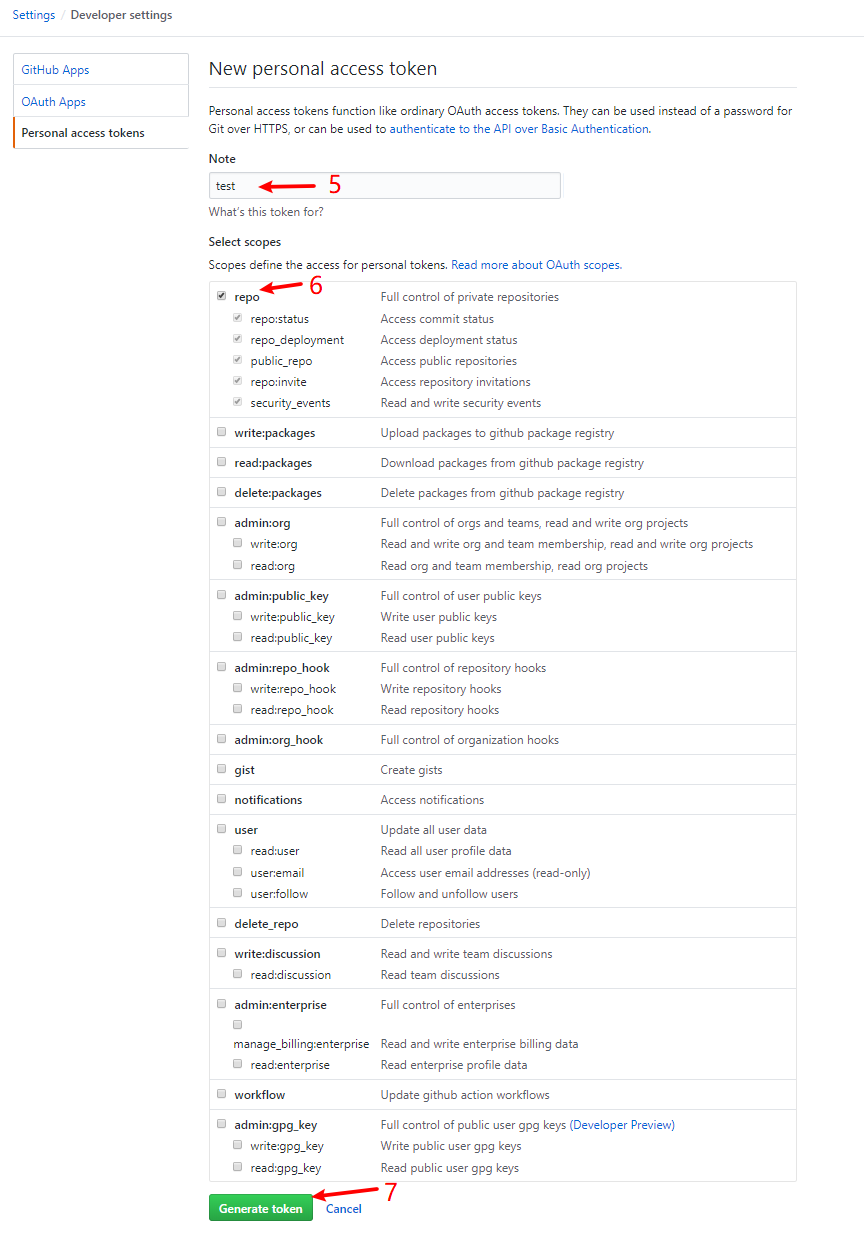 Settings / Developer settings
GitHub Apps
OAuth Apps
Personal access tokens
New personal access token
Personal access tokens function like ordinary OAuth access tokens. They can be used instead of a password for
Git over HTTPS, or can be used to authenticate to the API over Basic Authentication.
Note
test 5
What's this token for?
Select scopes
Scopes define the access for personal tokens. Read more about OAuth scopes.
6
repo Full control of private repositories
repo:status Access commit status
repo_deployment Access deployment status
public_repo Access public repositories
repo:invite Access repository invitations
security_events Read and write security events
write:packages Upload packages to github package registry
read:packages Download packages from github package registry
delete:packages Delete packages from github package registry
admin:org Full control of orgs and teams, read and write org projects
write:org Read and write org and team membership, read and write org projects
read:org Read org and team membership, read org projects
admin:public_key Full control of user public keys
write:public_key Write user public keys
read:public_key Read user public keys
admin:repo_hook Full control of repository hooks
write:repo_hook Write repository hooks
read:repo_hook Read repository hooks
admin:org_hook Full control of organization hooks
gist Create gists
notifications Access notifications
user Update all user data
read:user Read all user profile data
user:email Access user email addresses (read-only)
user:follow Follow and unfollow users
delete_repo Delete repositories
write:discussion Read and write team discussions
read:discussion Read team discussions
admin:enterprise Full control of enterprises
manage_billing:enterprise Read and write enterprise billing data
read:enterprise Read enterprise profile data
workflow Update github action workflows
admin:gpg_key Full control of public user gpg keys (Developer Preview)
write:gpg_key Write public user gpg keys
read:gpg_key Read public user gpg keys
7
Generate token Cancel